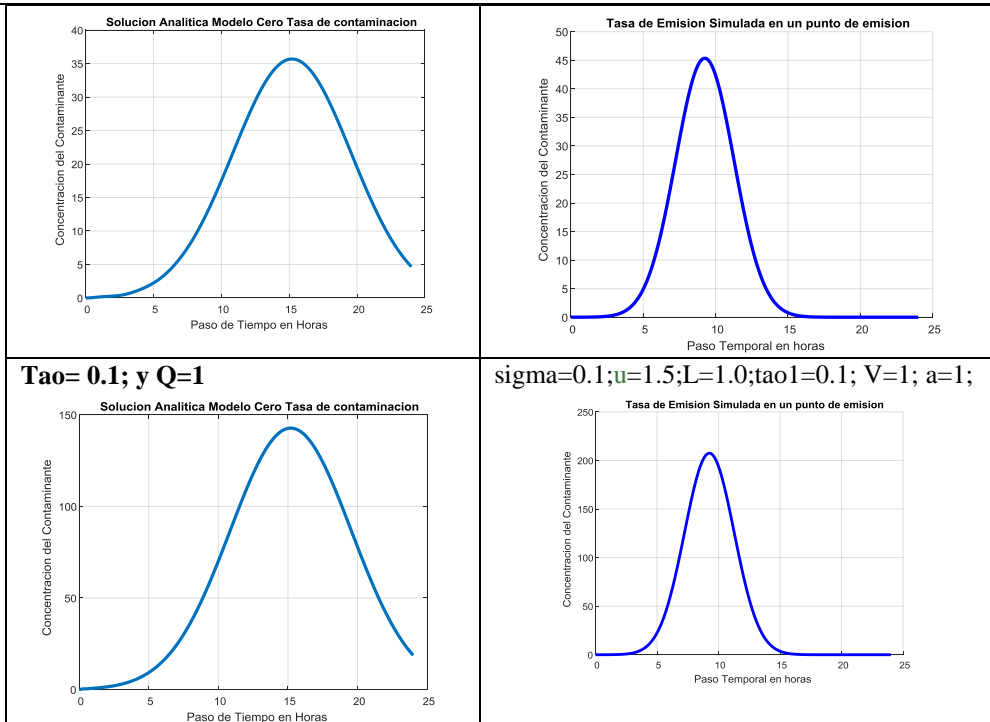 Solucion Analitica Modelo Cero Tasa de contaminacion
40
35
30
25
20
15
10
5
0
Concentracion del Contaminante
0 5 10 15 20 25
Paso de Tiempo en Horas
Tasa de Emision Simulada en un punto de emision
50
45
40
35
30
25
20
15
10
5
0
Concentracion del Contaminante
0 5 10 15 20 25
Paso Temporal en horas
Tao= 0.1; y Q=1
Solucion Analitica Modelo Cero Tasa de contaminacion
150
100
50
0
Concentracion del Contaminante
0 5 10 15 20 25
Paso de Tiempo en Horas
sigma=0.1;u=1.5;L=1.0;tao1=0.1; V=1; a=1;
Tasa de Emision Simulada en un punto de emision
250
200
150
100
50
0
Concentracion del Contaminante
0 5 10 15 20 25
Paso Temporal en horas